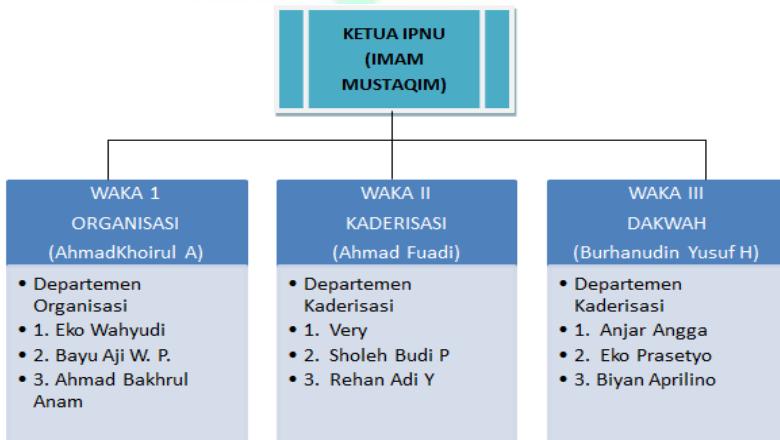 KETUA IPNU
(IMAM
MUSTAQIM)
WAKA 1
ORGANISASI
(AhmadKhoirul A)
• Departemen
Organisasi
• 1. Eko Wahyudi
• 2. Bayu Aji W. P.
• 3. Ahmad Bakhrul
Anam
WAKA II
KADERISASI
(Ahmad Fuadi)
• Departemen
Kaderisasi
• 1. Very
• 2. Sholeh Budi P
• 3. Rehan Adi Y
WAKA III
DAKWAH
(Burhanudin Yusuf H)
• Departemen
Kaderisasi
• 1. Anjar Angga
• 2. Eko Prasetyo
• 3. Biyan Aprilino